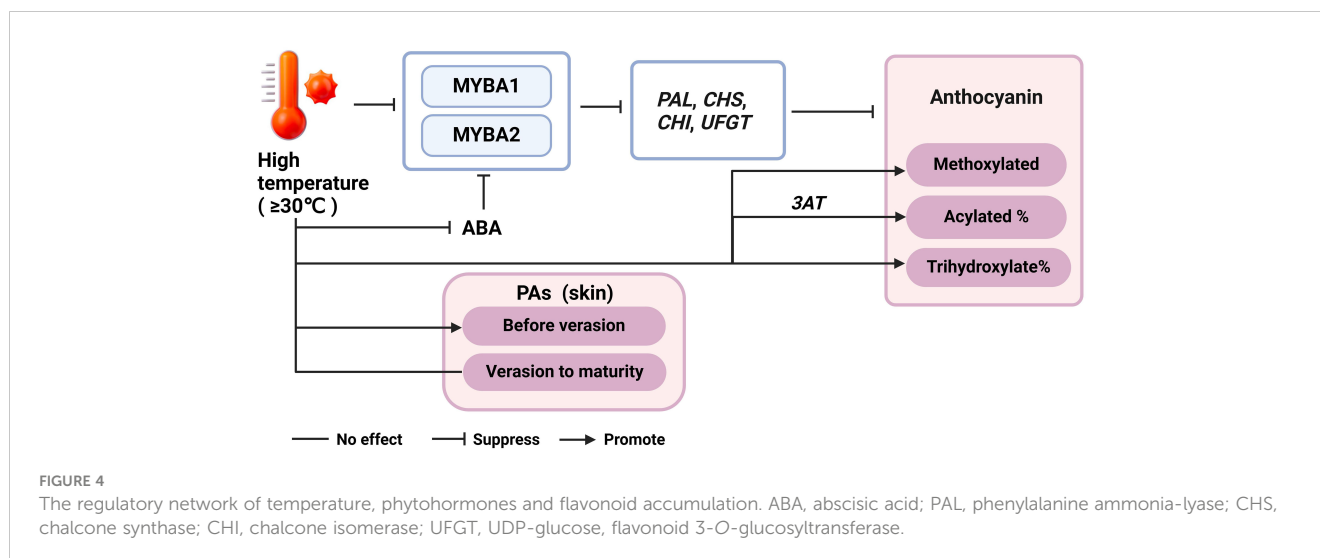 MYBA1
MYBA2
PAL, CHS,
CHI, UFGT
Anthocyanin
Methoxylated
Acylated %
Trihydroxylate%
3AT
High
temperature
( ≥30℃ )
ABA
PAs (skin)
Before verasion
Verasion to maturity
No effect
Suppress
Promote
FIGURE 4
The regulatory network of temperature, phytohormones and flavonoid accumulation. ABA, abscisic acid; PAL, phenylalanine ammonia-lyase; CHS,
chalcone synthase; CHI, chalcone isomerase; UFGT, UDP-glucose, flavonoid 3-O-glucosyltransferase.